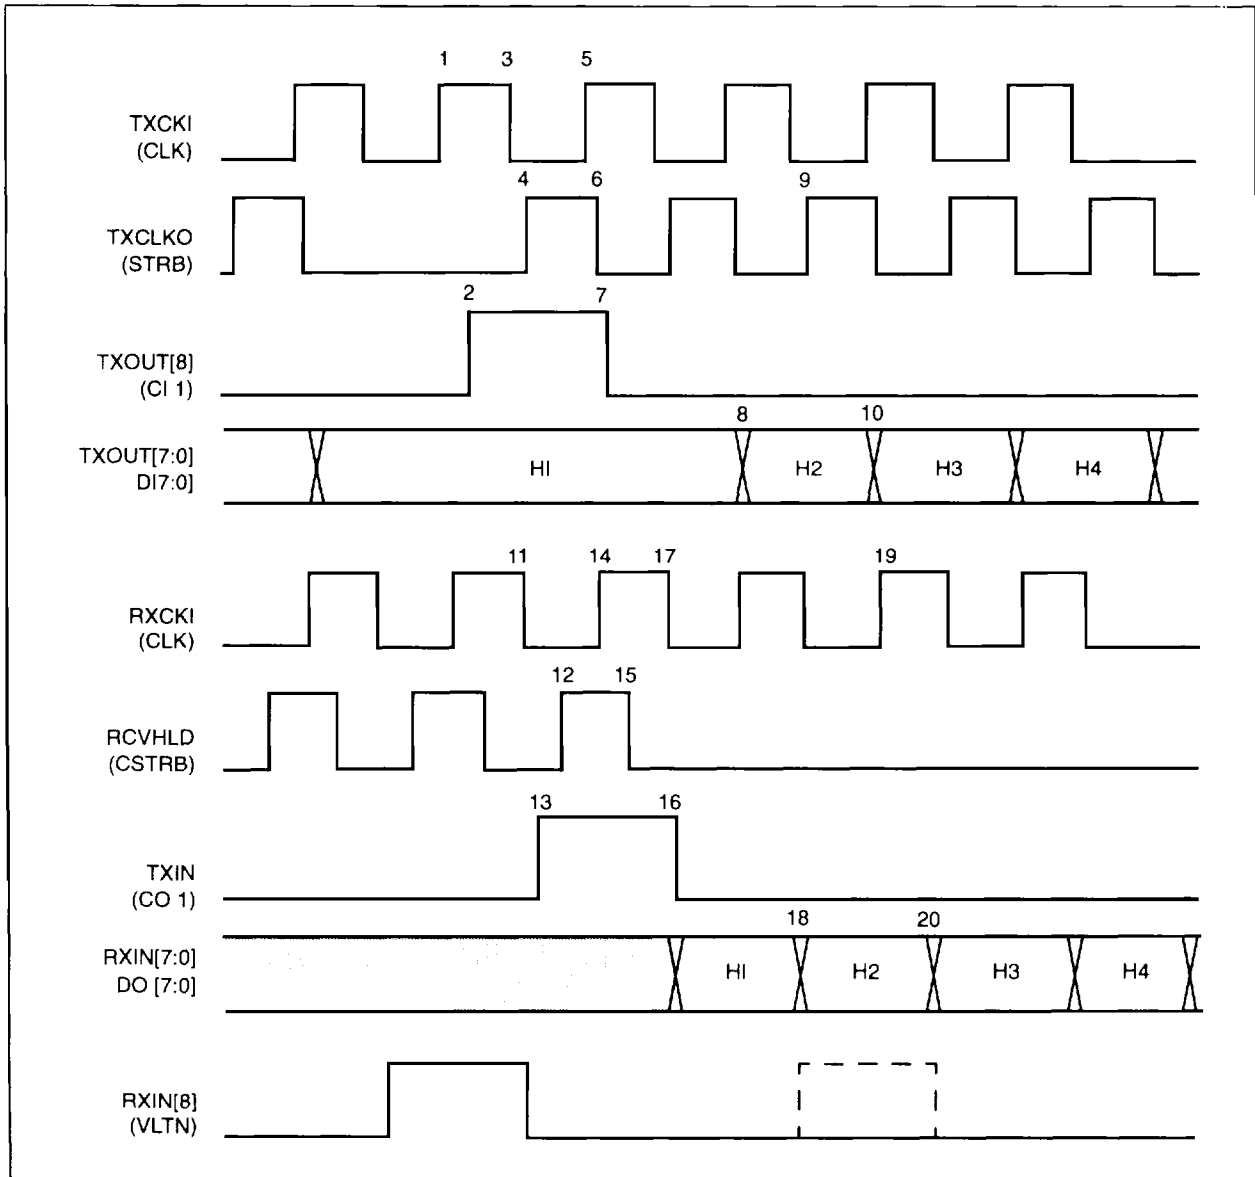 1 3 5
TXCKI
(CLK)
4 6 9
TXCLKO
(STRB)
2 7
TXOUT[8]
(CI 1)
8 10
TXOUT[7:0]
DI7:0]
HI H2 H3 H4
11 14 17 19
RXCKI
(CLK)
12 15
RCVHLD
(CSTRB)
13 16
TXIN
(CO 1)
18 20
RXIN[7:0]
DO [7:0]
HI H2 H3 H4
RXIN[8]
(VLTN)